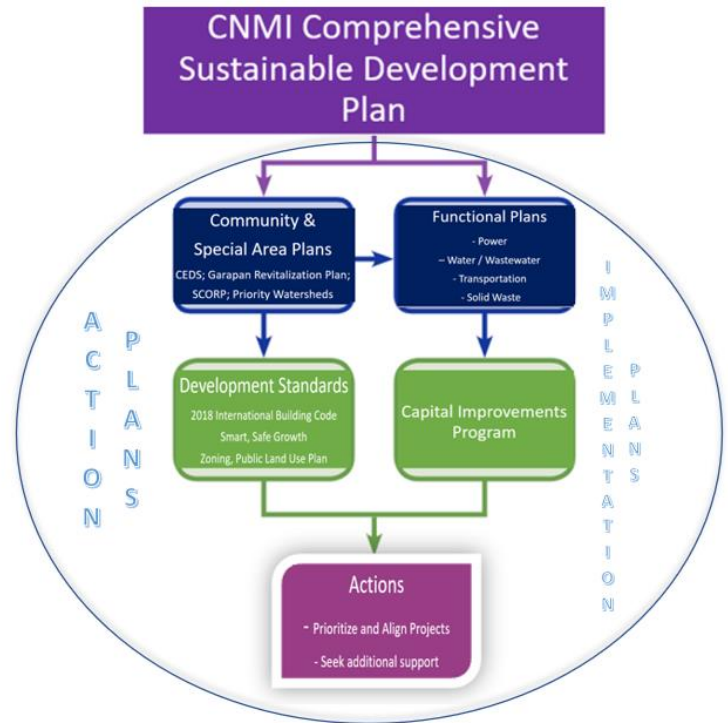 CNMI Comprehensive
Sustainable Development
Plan
Community &
Special Area Plans
CEDS; Garapan Revitalization Plan;
SCORP; Priority Watersheds
Functional Plans
- Power
– Water / Wastewater
- Transportation
- Solid Waste
ACTION
PLANS
IMPLEMENTATION
PLANS
Development Standards
2018 International Building Code
Smart, Safe Growth
Zoning, Public Land Use Plan
Capital Improvements
Program
Actions
- Prioritize and Align Projects
- Seek additional support